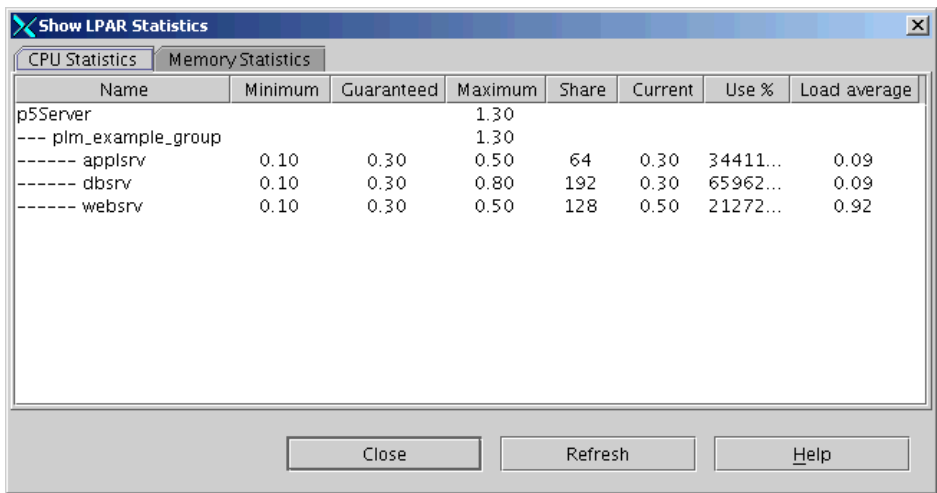 Show LPAR Statistics
CPU Statistics Memory Statistics
Name Minimum Guaranteed Maximum Share Current Use % Load average
p5Server 1.30
--- plm_example_group 1.30
------ applsrv 0.10 0.30 0.50 64 0.30 34411... 0.09
------ dbsrv 0.10 0.30 0.80 192 0.30 65962... 0.09
------ websrv 0.10 0.30 0.50 128 0.50 21272... 0.92
Close Refresh Help